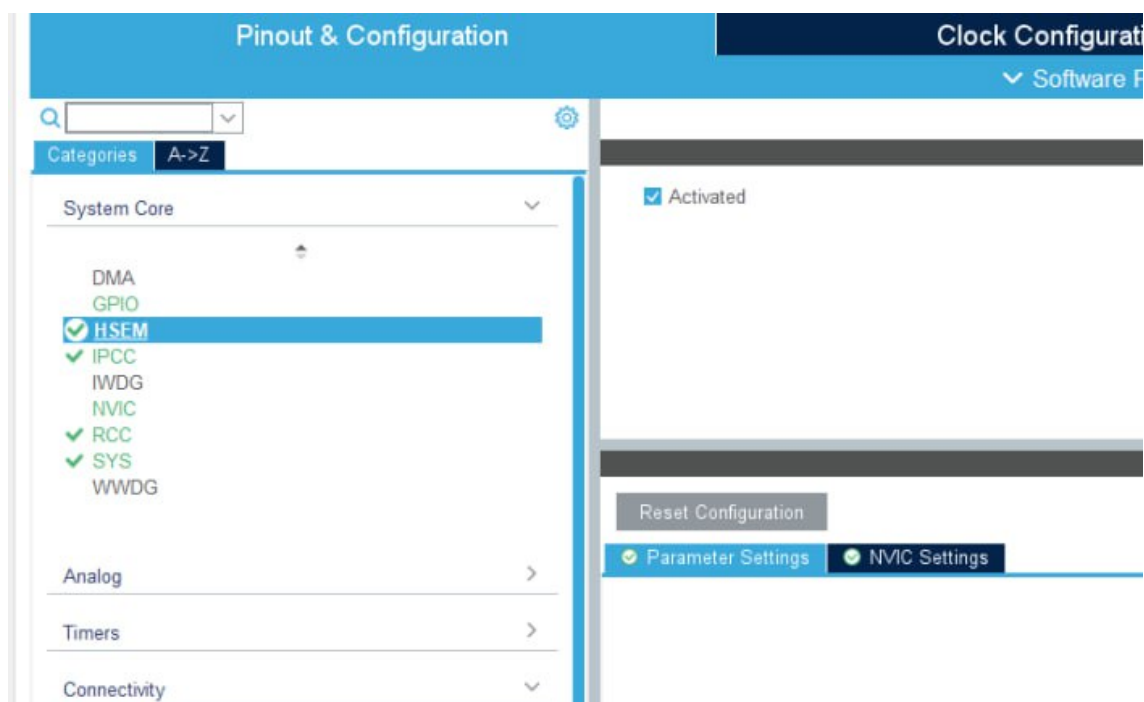 Pinout & Configuration
Clock Configurati
Software P
Categories
A->Z
System Core
Activated
DMA
GPIO
HSEM
IPCC
IWDG
NVIC
RCC
SYS
WWDG
Reset Configuration
Parameter Settings
NVIC Settings
Analog
Timers
Connectivity